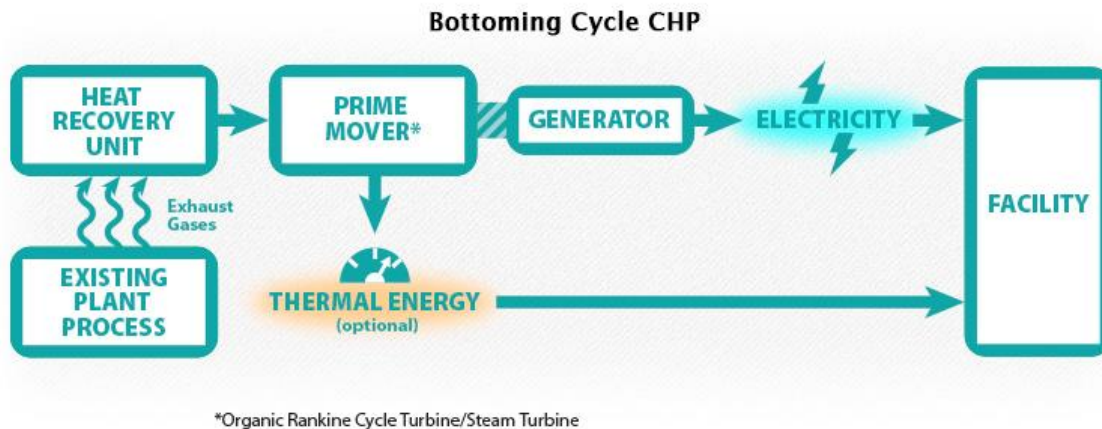 Bottoming Cycle CHP
HEAT
RECOVERY
UNIT
PRIME
MOVER*
GENERATOR
ELECTRICITY
FACILITY
Exhaust
Gases
EXISTING
PLANT
PROCESS
THERMAL ENERGY
(optional)
*Organic Rankine Cycle Turbine/Steam Turbine